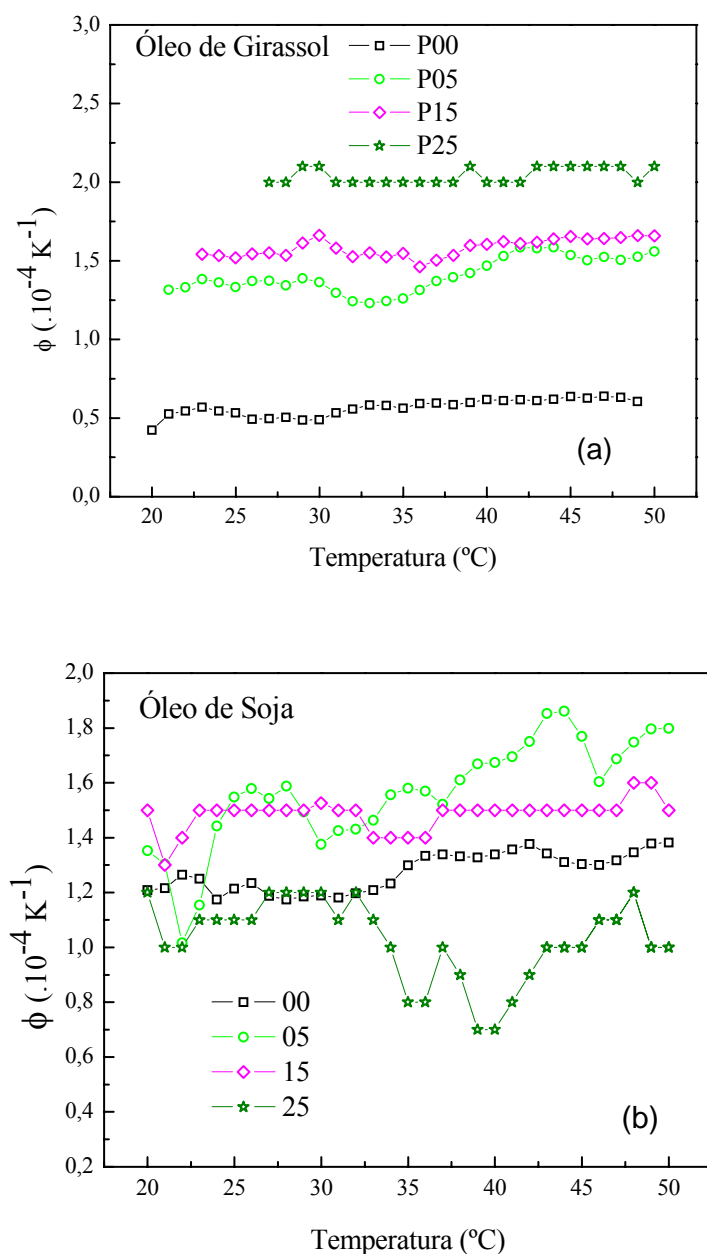 Óleo de Girassol
P00
P05
P15
P25
3,0
2,5
2,0
1,5
1,0
0,5
0,0
ϕ (.10⁻⁴ K⁻¹)
(a)
20 25 30 35 40 45 50
Temperatura (ºC)
Óleo de Soja
2,0
1,8
1,6
1,4
1,2
1,0
0,8
0,6
0,4
0,2
ϕ (.10⁻⁴ K⁻¹)
00
05
15
25
(b)
20 25 30 35 40 45 50
Temperatura (ºC)